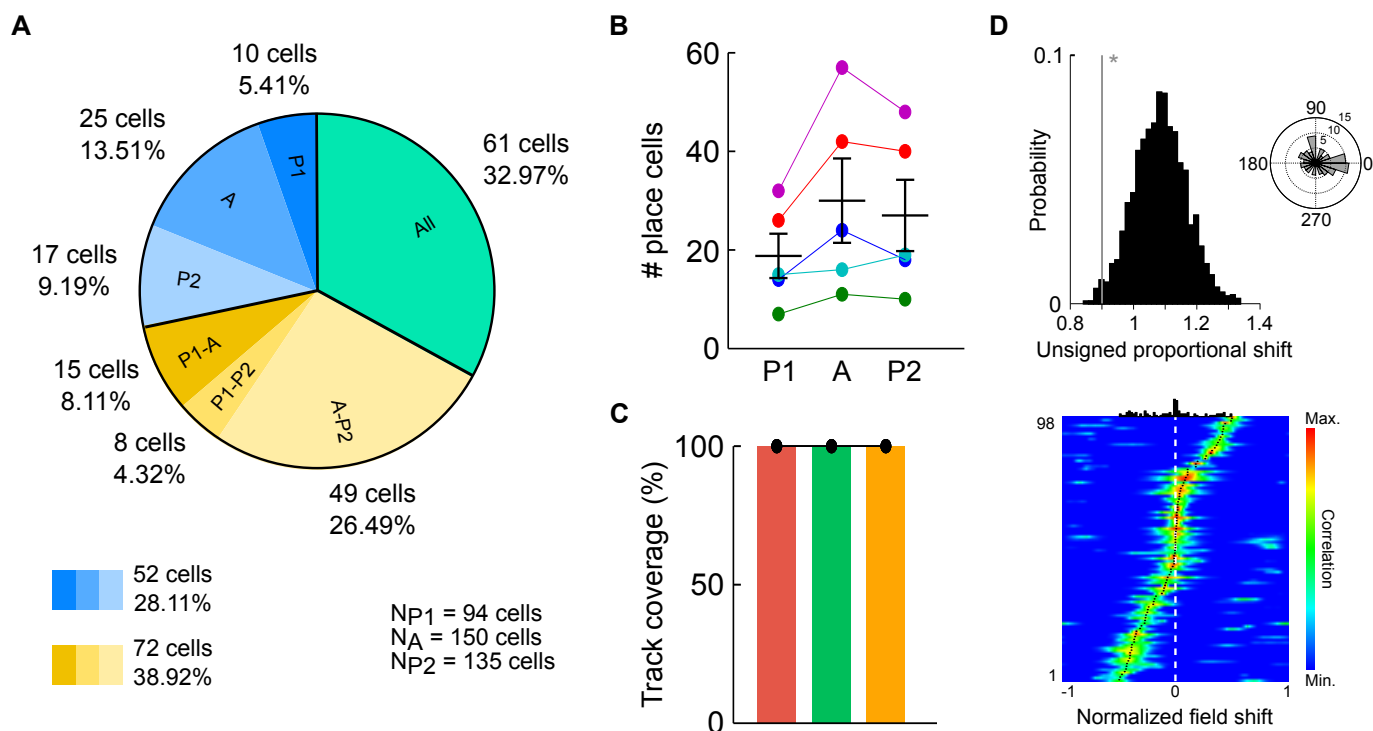 A
10 cells
5.41%
25 cells
13.51%
61 cells
32.97%
17 cells
9.19%
15 cells
8.11%
8 cells
4.32%
49 cells
26.49%
P1
A
P2
P1-A
P1-P2
A-P2
All
52 cells
28.11%
72 cells
38.92%
NP1 = 94 cells
NA = 150 cells
NP2 = 135 cells
B
# place cells
60
40
20
0
P1
A
P2
C
Track coverage (%)
100
50
0
D
Probability
0.1
0
*
0.8
1
1.2
1.4
Unsigned proportional shift
90
15
10
5
180
0
270
98
1
-1
0
1
Normalized field shift
Max.
Correlation
Min.